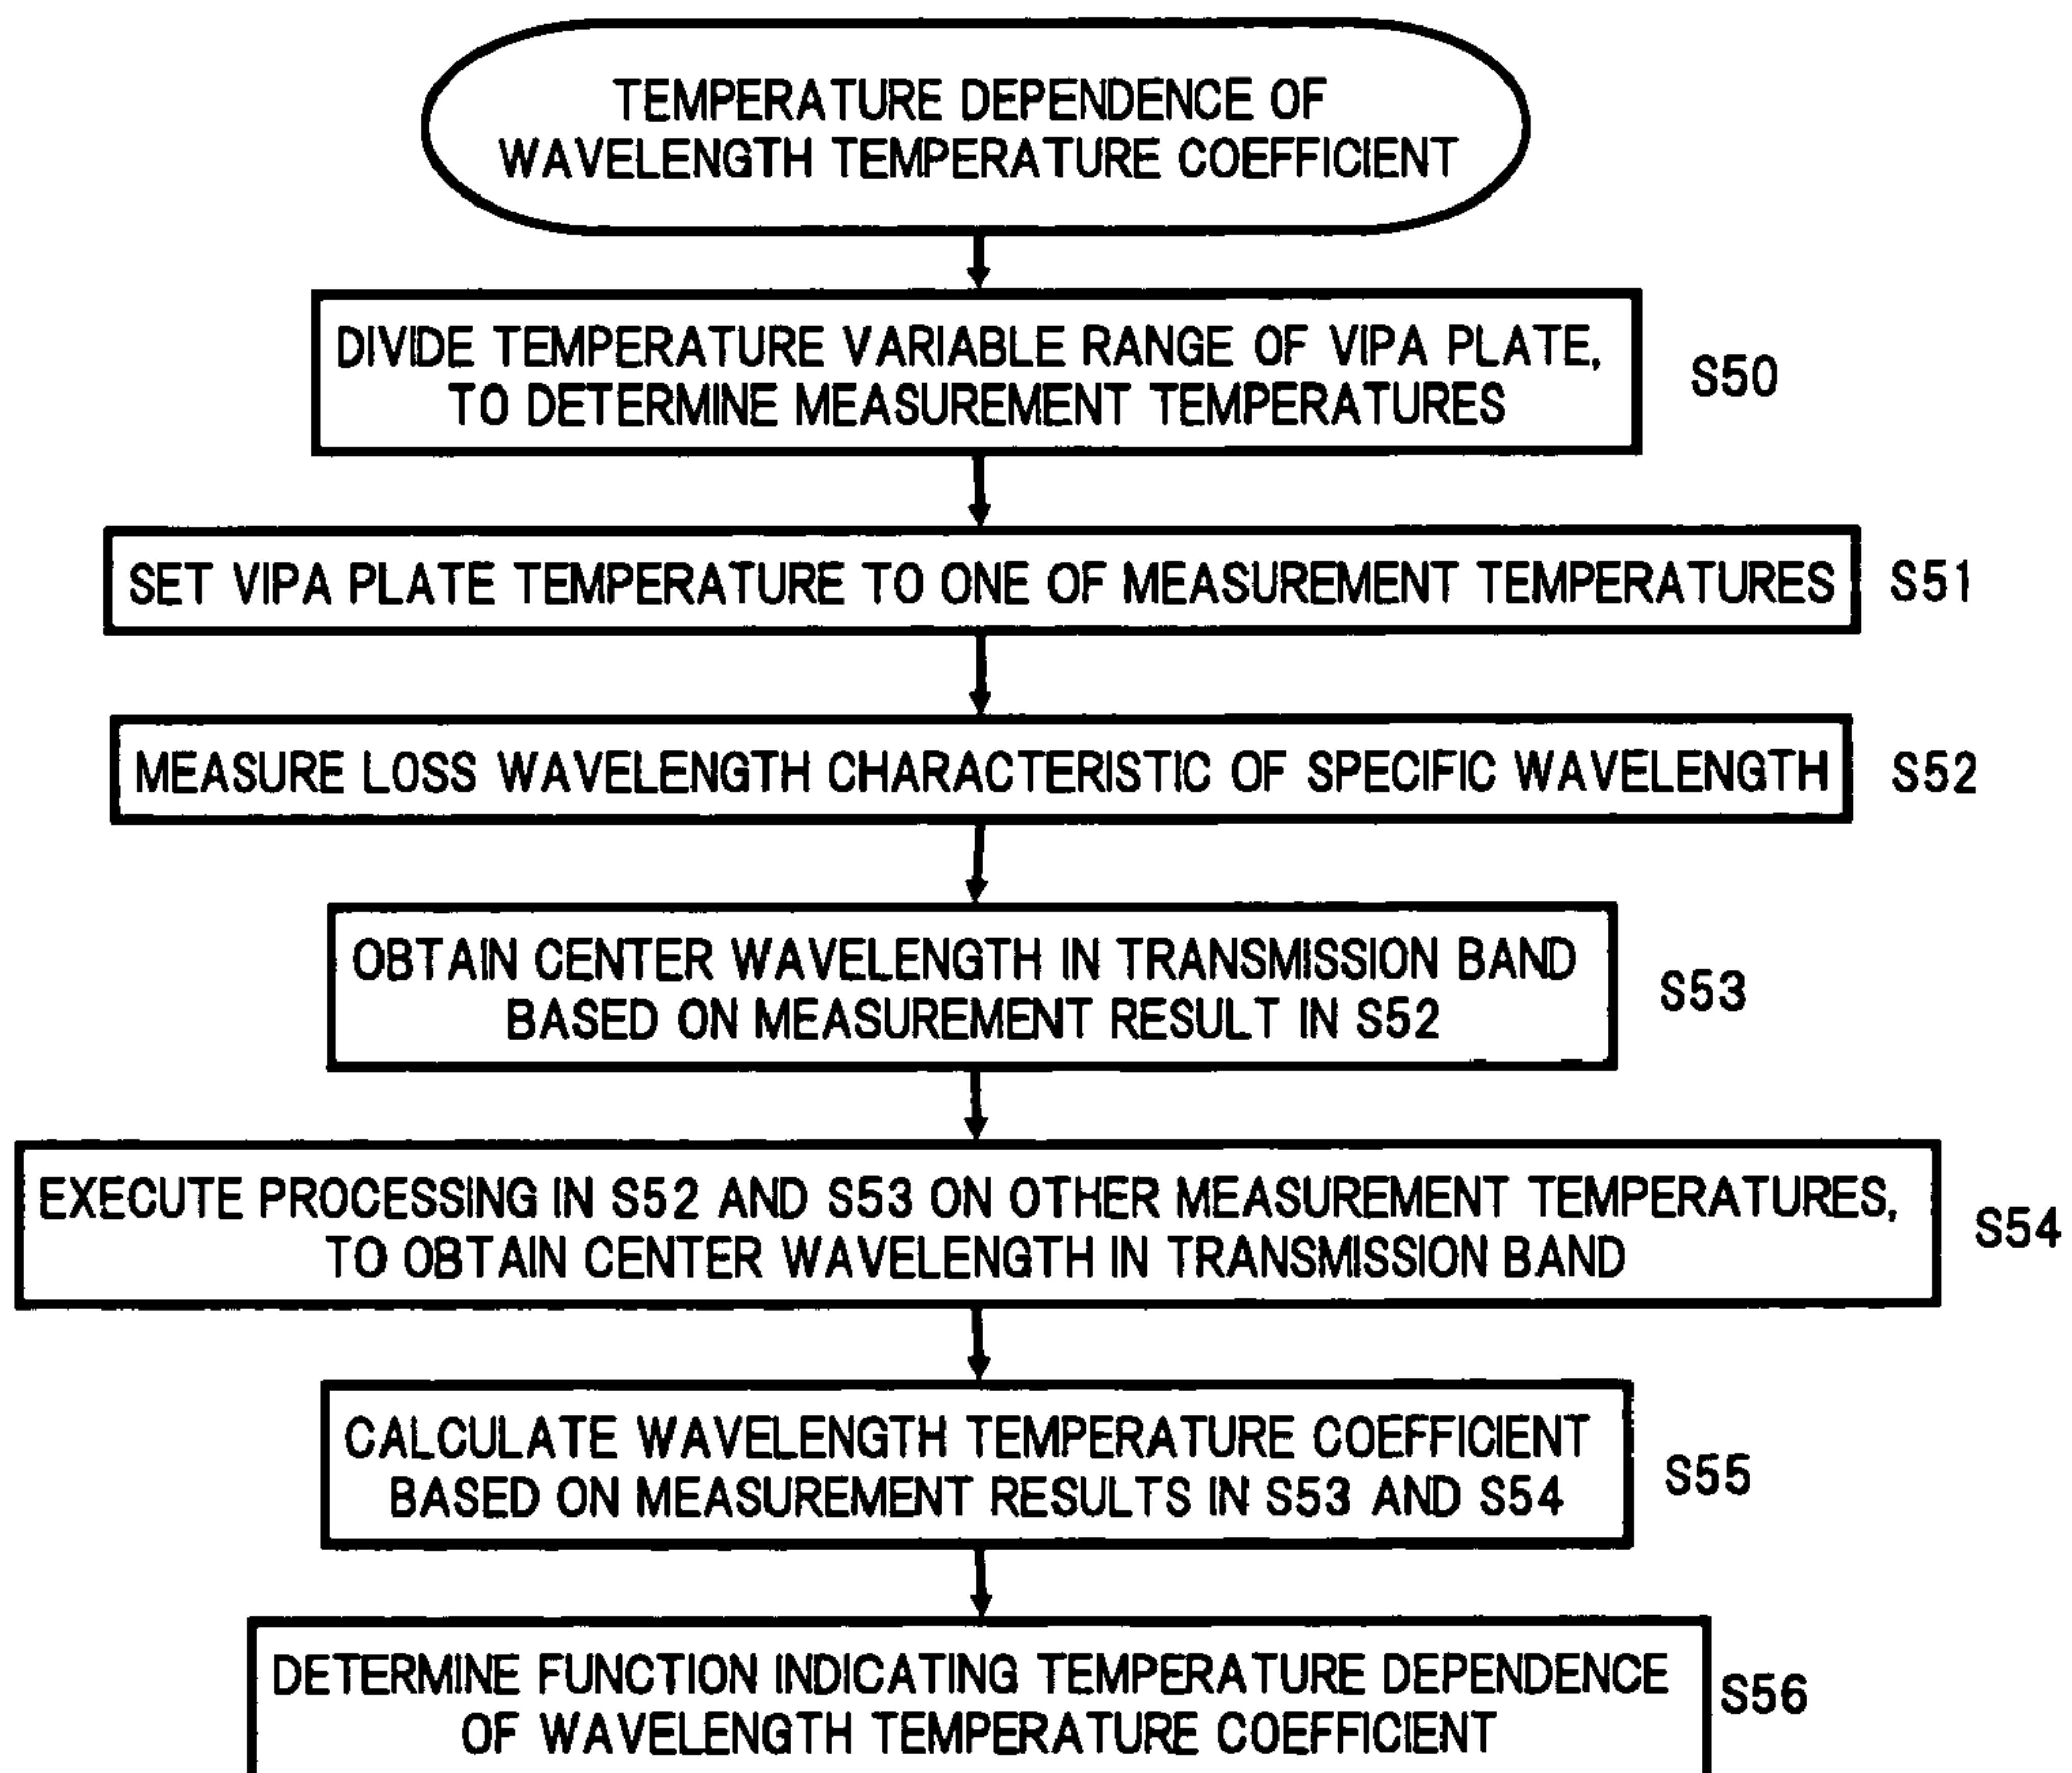 TEMPERATURE DEPENDENCE OF
WAVELENGTH TEMPERATURE COEFFICIENT
DIVIDE TEMPERATURE VARIABLE RANGE OF VIPA PLATE,
TO DETERMINE MEASUREMENT TEMPERATURES
S50
SET VIPA PLATE TEMPERATURE TO ONE OF MEASUREMENT TEMPERATURES
S51
MEASURE LOSS WAVELENGTH CHARACTERISTIC OF SPECIFIC WAVELENGTH
S52
OBTAIN CENTER WAVELENGTH IN TRANSMISSION BAND
BASED ON MEASUREMENT RESULT IN S52
S53
EXECUTE PROCESSING IN S52 AND S53 ON OTHER MEASUREMENT TEMPERATURES,
TO OBTAIN CENTER WAVELENGTH IN TRANSMISSION BAND
S54
CALCULATE WAVELENGTH TEMPERATURE COEFFICIENT
BASED ON MEASUREMENT RESULTS IN S53 AND S54
S55
DETERMINE FUNCTION INDICATING TEMPERATURE DEPENDENCE
OF WAVELENGTH TEMPERATURE COEFFICIENT
S56